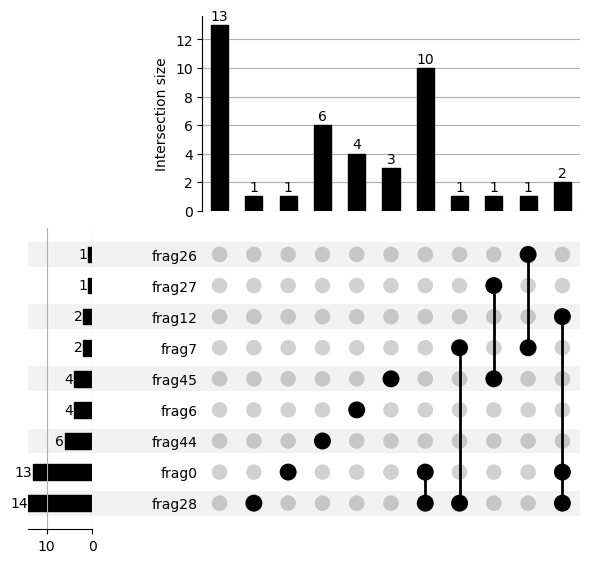 13
12
10
10
8
6
6
4
4
3
2
2
1
1
1
1
1
0
Intersection size
1 frag26
1 frag27
2 frag12
2 frag7
4 frag45
4 frag6
6 frag44
13 frag0
14 frag28
10 0